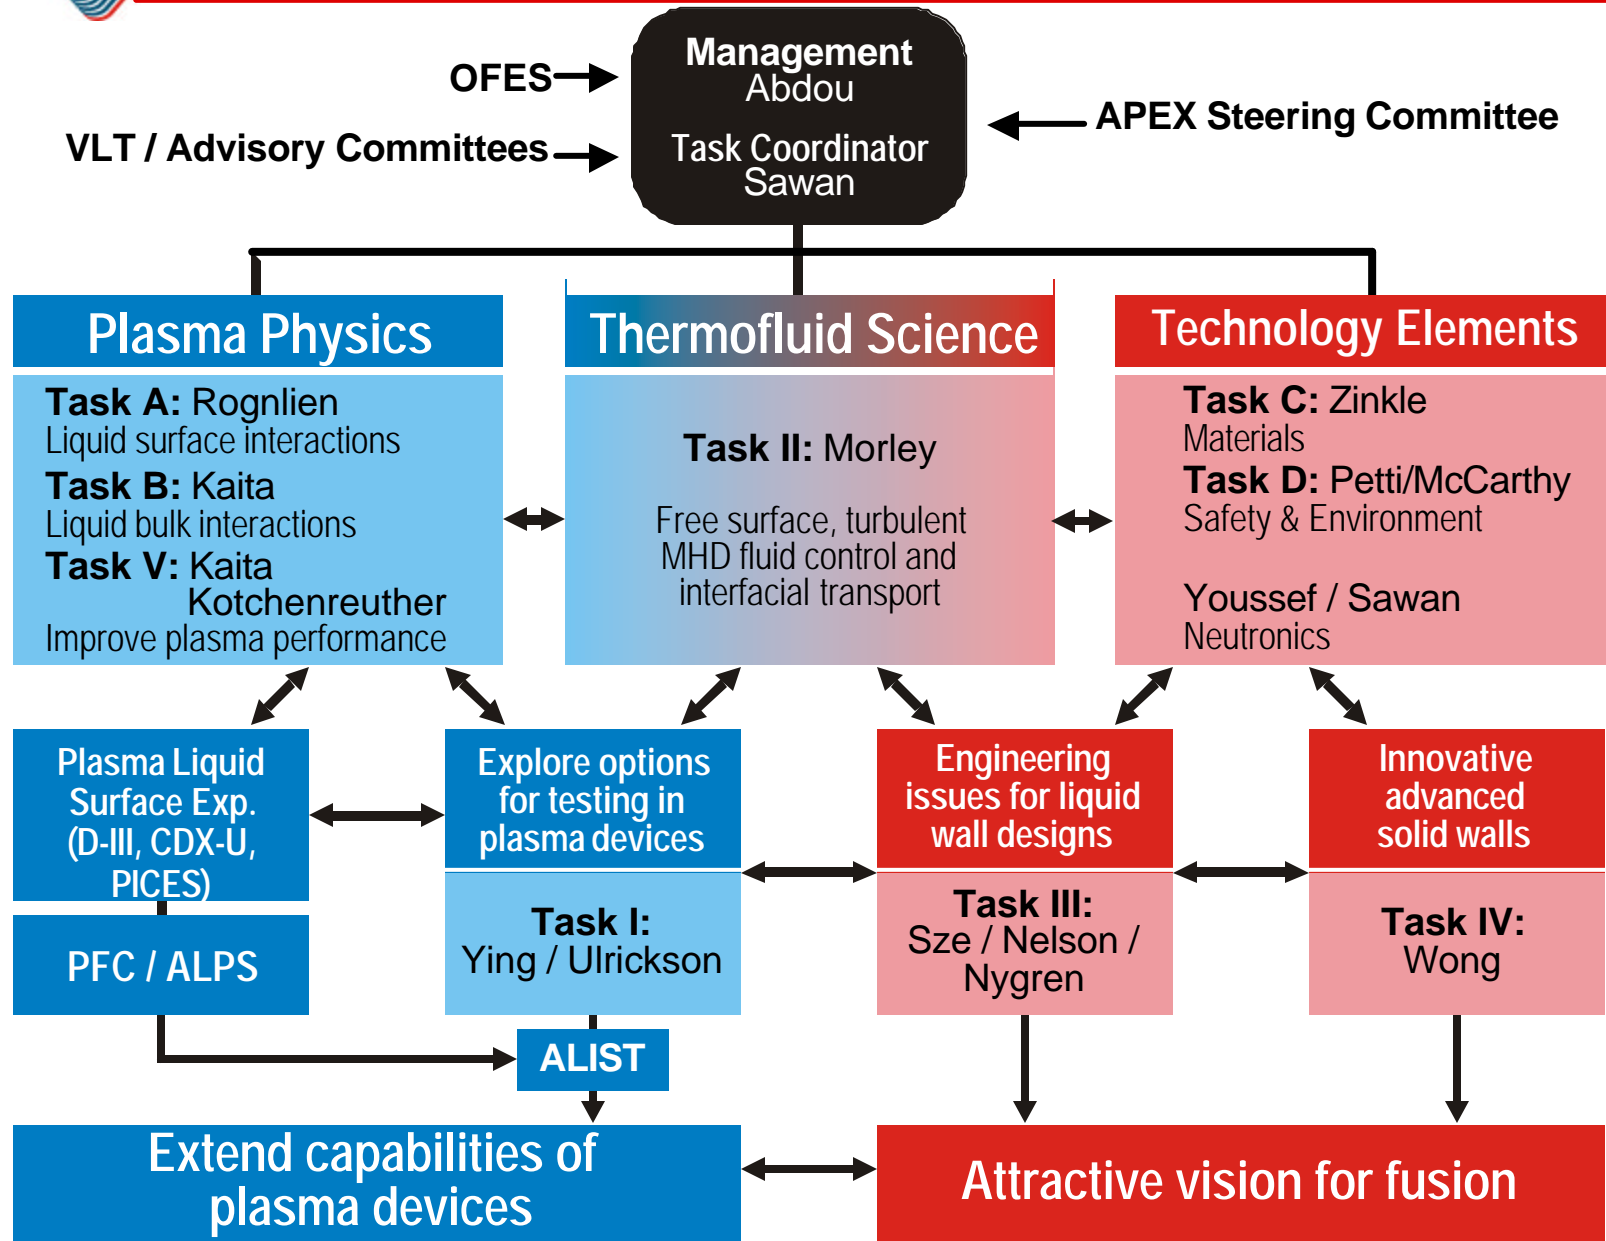 Management
Abdou
OFES
APEX Steering Committee
VLT / Advisory Committees
Task Coordinator
Sawan
Plasma Physics
Task A: Rognlien
Liquid surface interactions
Task B: Kaita
Liquid bulk interactions
Task V: Kaita
Kotchenreuther
Improve plasma performance
Thermofluid Science
Task II: Morley
Free surface, turbulent
MHD fluid control and
interfacial transport
Technology Elements
Task C: Zinkle
Materials
Task D: Petti/McCarthy
Safety & Environment
Youssef / Sawan
Neutronics
Plasma Liquid
Surface Exp.
(D-III, CDX-U,
PICES)
PFC / ALPS
Explore options
for testing in
plasma devices
Task I:
Ying / Ulrickson
Engineering
issues for liquid
wall designs
Task III:
Sze / Nelson /
Nygren
Innovative
advanced
solid walls
Task IV:
Wong
ALIST
Extend capabilities of
plasma devices
Attractive vision for fusion